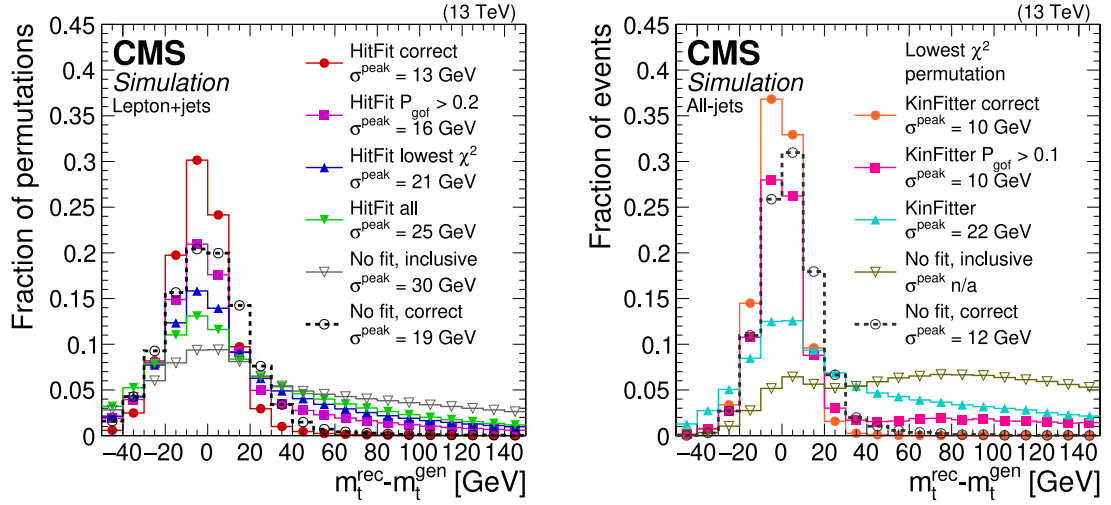 (13 TeV)
Fraction of permutations
0.45
0.4
0.35
0.3
0.25
0.2
0.15
0.1
0.05
0
CMS
Simulation
Lepton+jets
HitFit correct
σ^peak = 13 GeV
HitFit P_gof > 0.2
σ^peak = 16 GeV
HitFit lowest χ²
σ^peak = 21 GeV
HitFit all
σ^peak = 25 GeV
No fit, inclusive
σ^peak = 30 GeV
No fit, correct
σ^peak = 19 GeV
−40 −20 0 20 40 60 80 100 120 140
m_t^rec-m_t^gen [GeV]
(13 TeV)
Fraction of events
0.45
0.4
0.35
0.3
0.25
0.2
0.15
0.1
0.05
0
CMS
Simulation
All-jets
Lowest χ²
permutation
KinFitter correct
σ^peak = 10 GeV
KinFitter P_gof > 0.1
σ^peak = 10 GeV
KinFitter
σ^peak = 22 GeV
No fit, inclusive
σ^peak n/a
No fit, correct
σ^peak = 12 GeV
−40 −20 0 20 40 60 80 100 120 140
m_t^rec-m_t^gen [GeV]